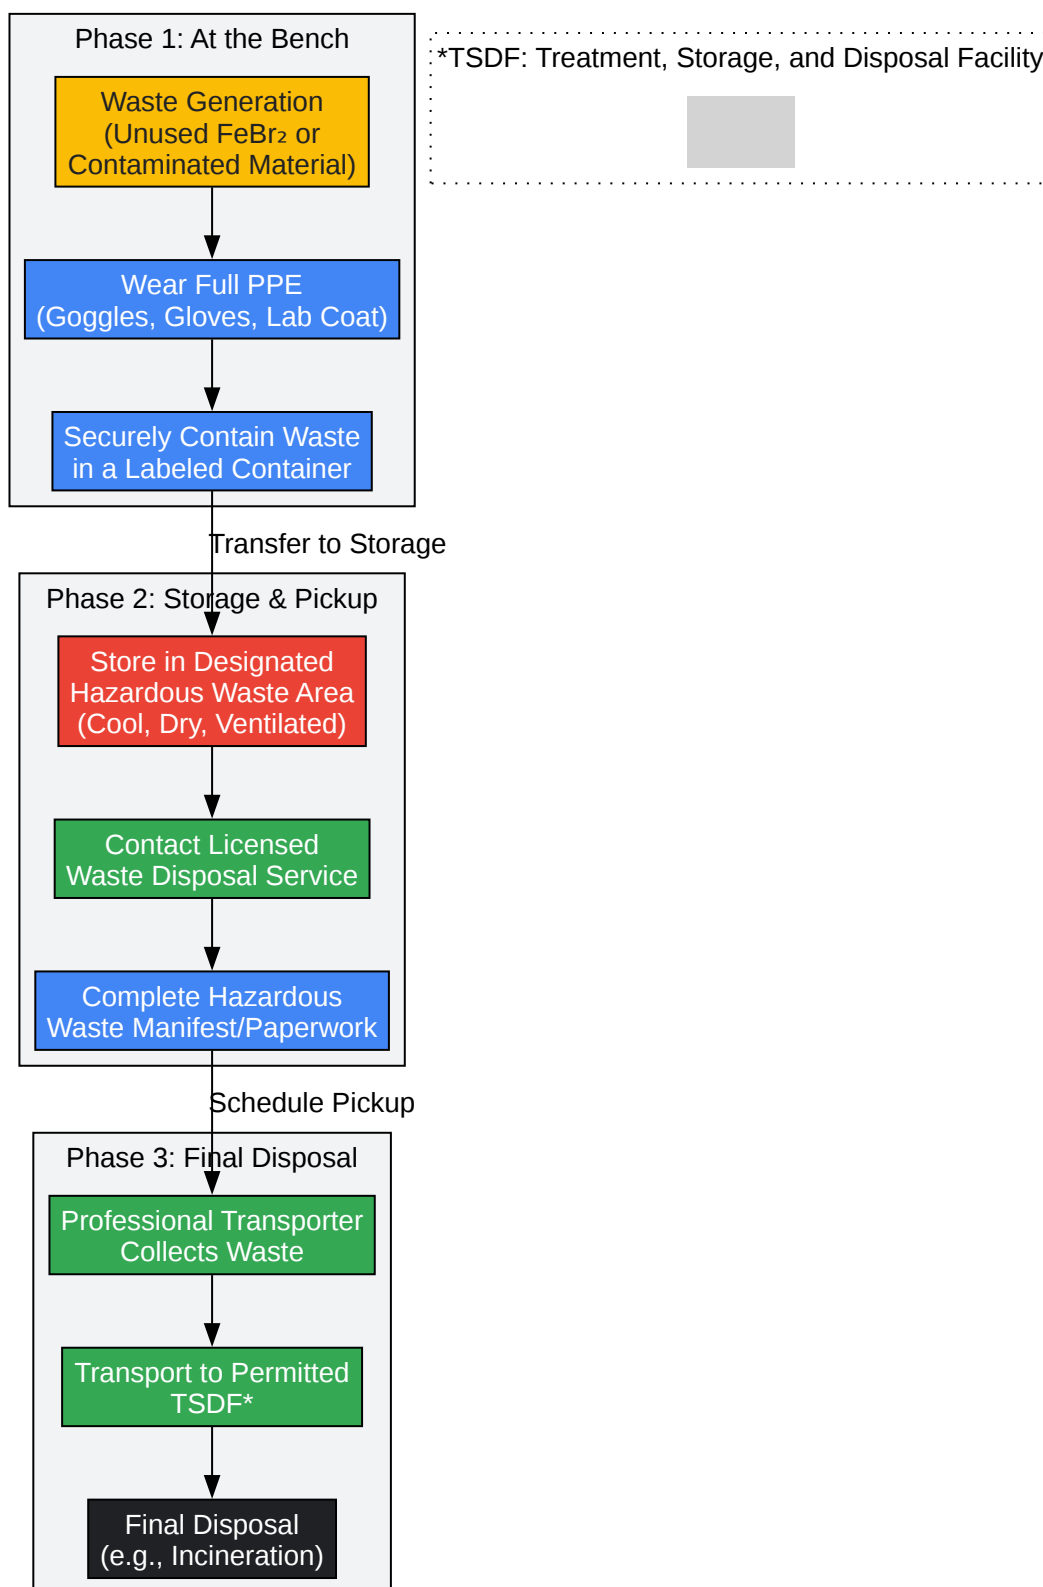 Phase 1: At the Bench
*TSDF: Treatment, Storage, and Disposal Facility
Waste Generation
(Unused FeBr₂ or
Contaminated Material)
Wear Full PPE
(Goggles, Gloves, Lab Coat)
Securely Contain Waste
in a Labeled Container
Transfer to Storage
Phase 2: Storage & Pickup
Store in Designated
Hazardous Waste Area
(Cool, Dry, Ventilated)
Contact Licensed
Waste Disposal Service
Complete Hazardous
Waste Manifest/Paperwork
Schedule Pickup
Phase 3: Final Disposal
Professional Transporter
Collects Waste
Transport to Permitted
TSDF*
Final Disposal
(e.g., Incineration)